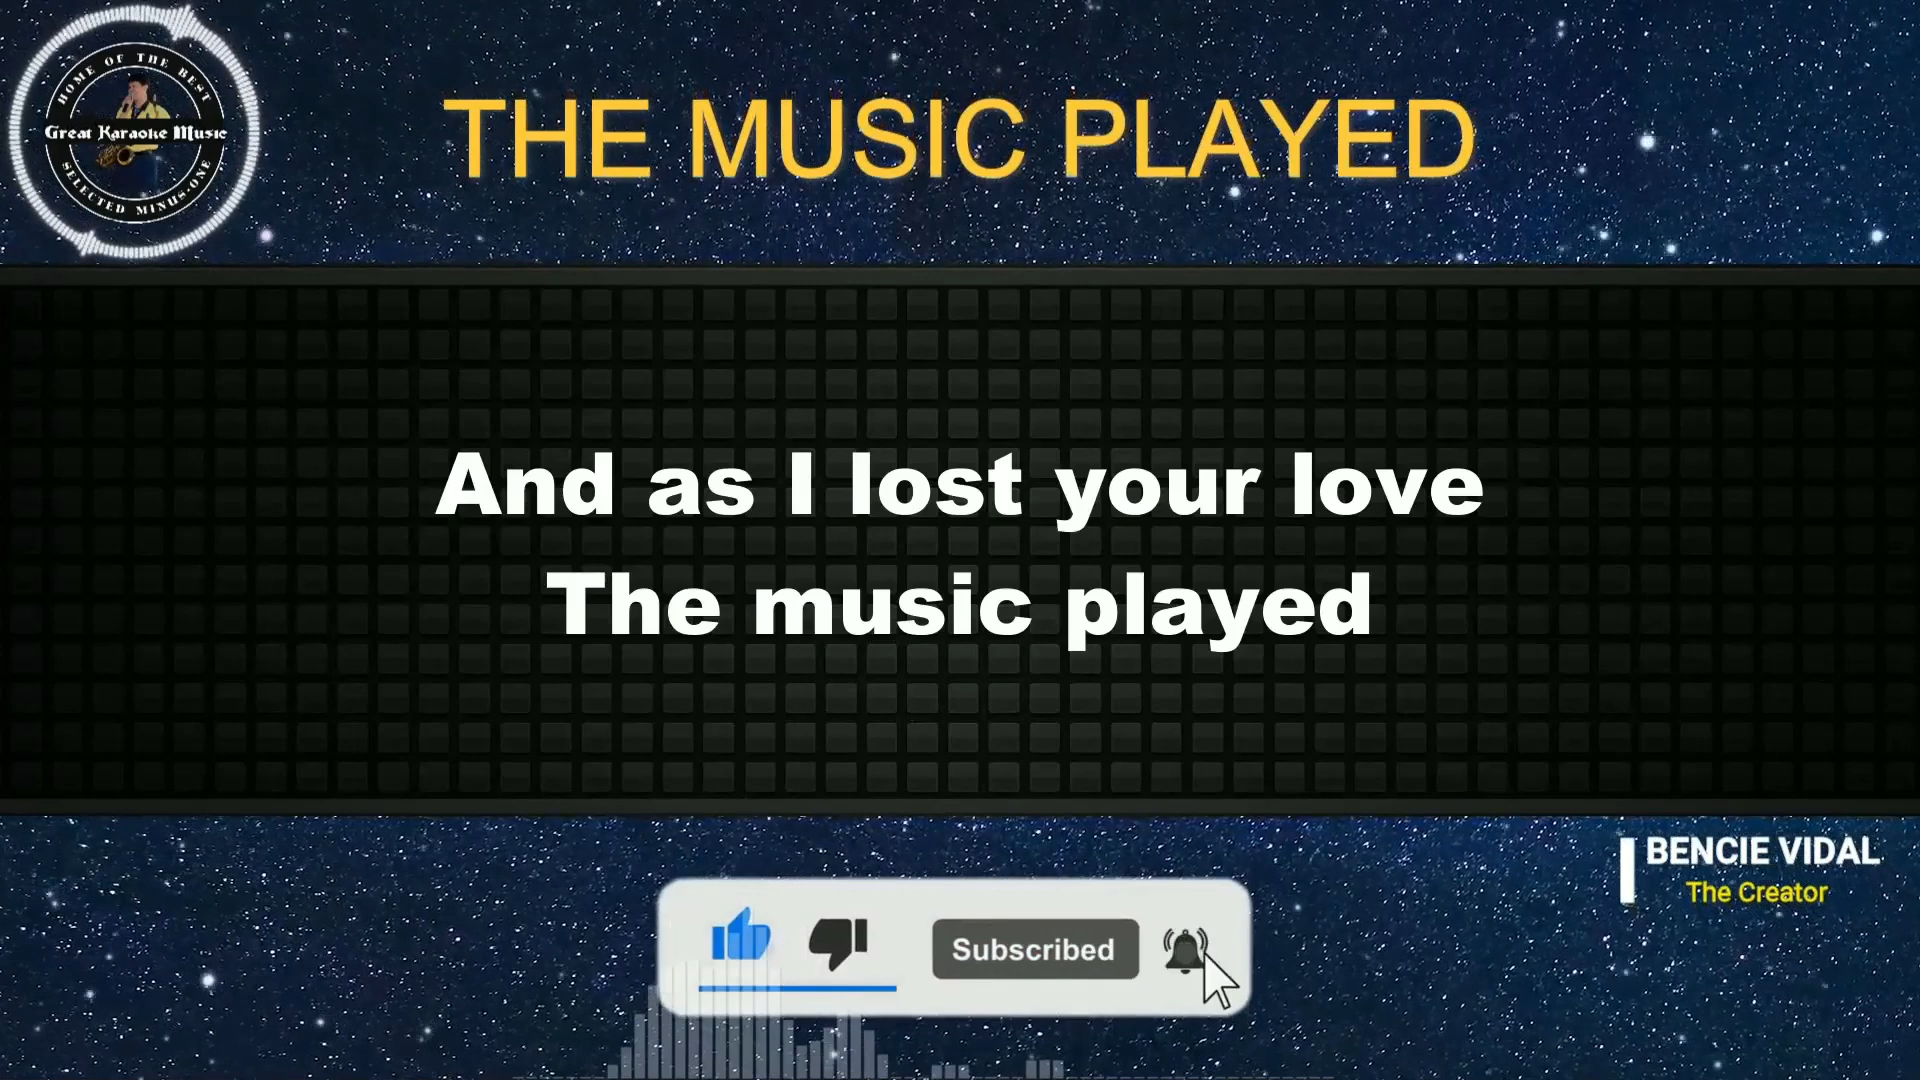 HOME OF THE BEST
Great Karaoke Music
SELECTED MINUS-ONE
THE MUSIC PLAYED
And as I lost your love
The music played
BENCIE VIDAL
The Creator
Subscribed